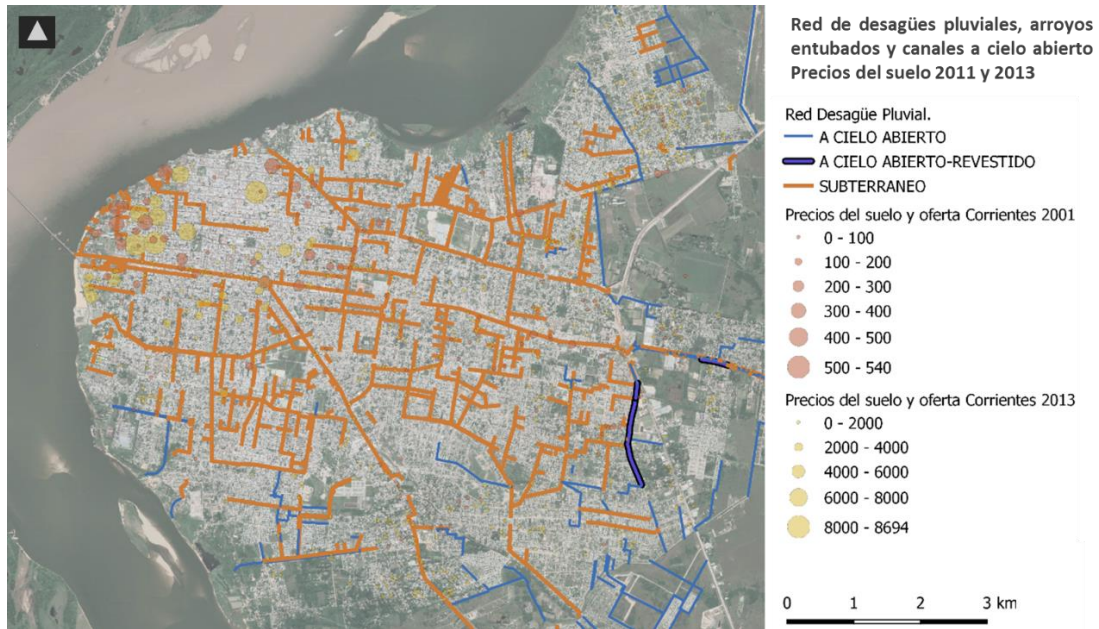 Red de desagües pluviales, arroyos
entubados y canales a cielo abierto
Precios del suelo 2011 y 2013
Red Desagüe Pluvial.
A CIELO ABIERTO
A CIELO ABIERTO-REVESTIDO
SUBTERRANEO
Precios del suelo y oferta Corrientes 2001
0 - 100
100 - 200
200 - 300
300 - 400
400 - 500
500 - 540
Precios del suelo y oferta Corrientes 2013
0 - 2000
2000 - 4000
4000 - 6000
6000 - 8000
8000 - 8694
0 1 2 3 km